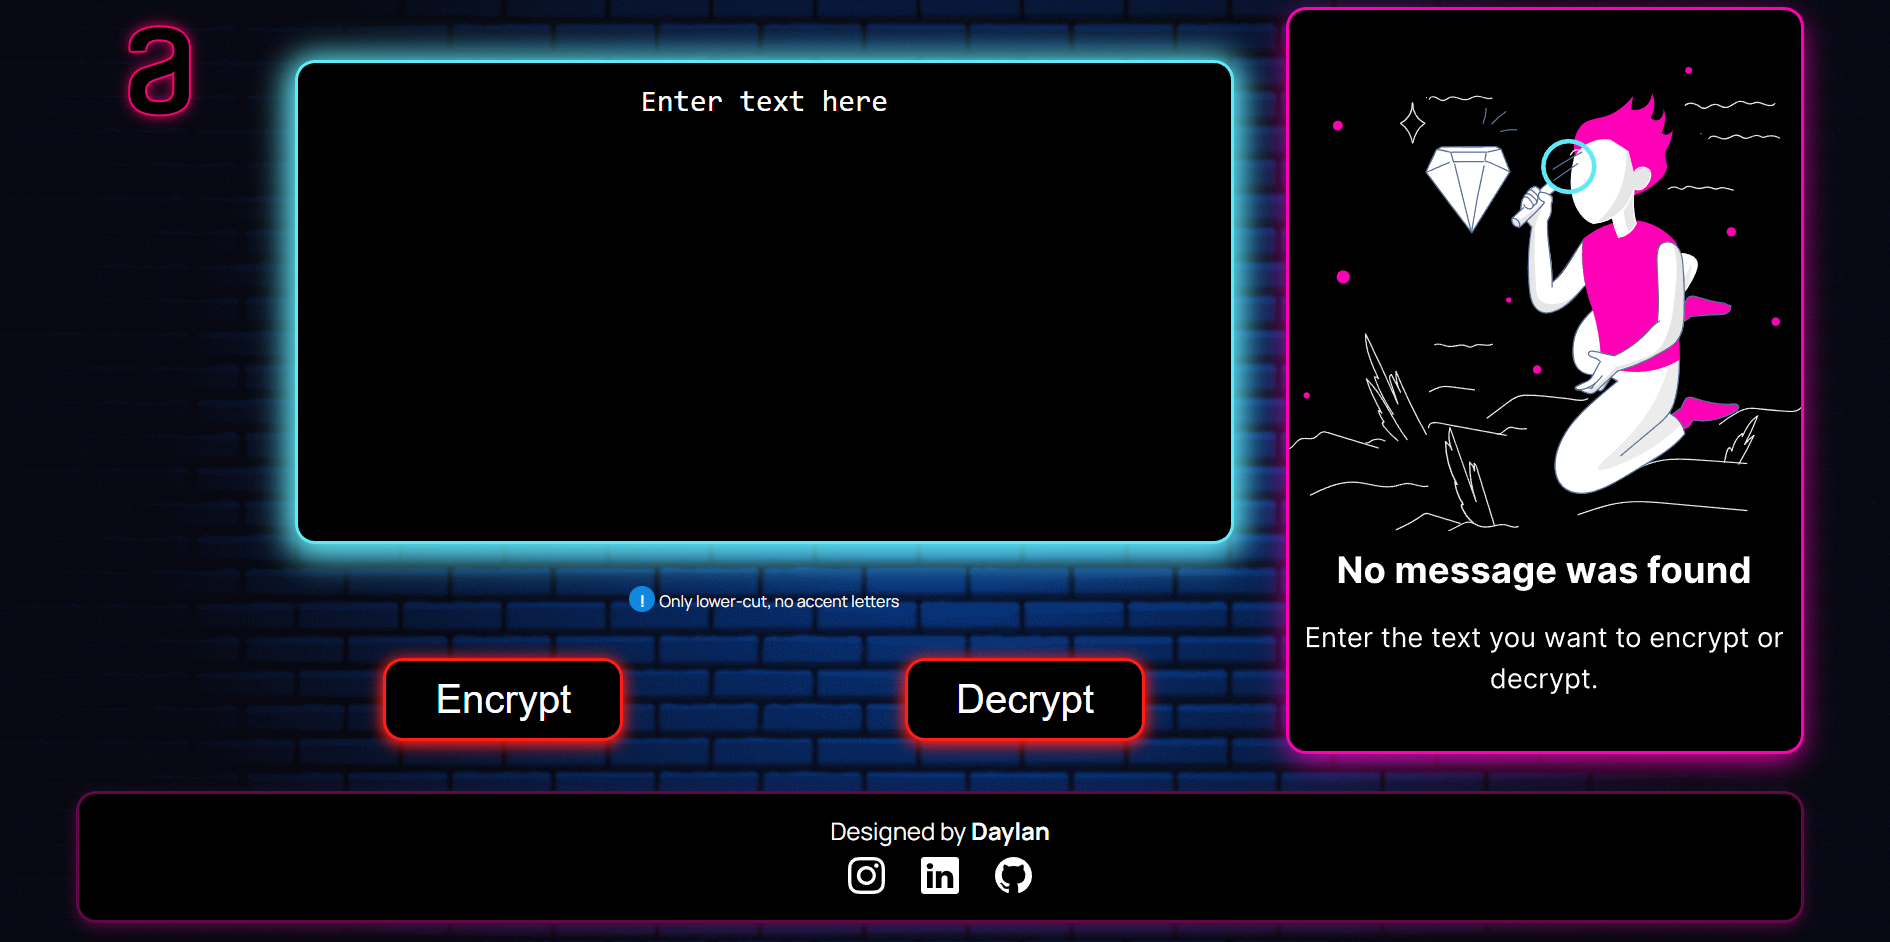 a
Enter text here
! Only lower-cut, no accent letters
Encrypt
Decrypt
No message was found
Enter the text you want to encrypt or
decrypt.
Designed by Daylan
in